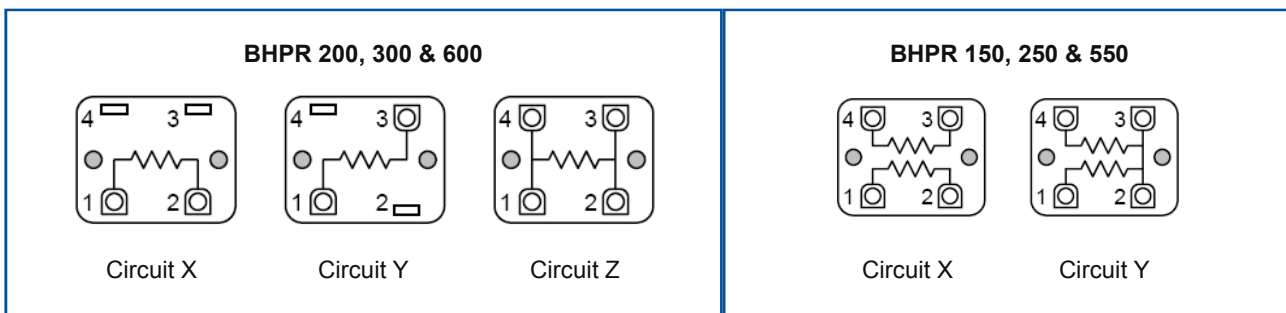 BHPR 200, 300 & 600
4 3
1 2
Circuit X
4 3
1 2
Circuit Y
4 3
1 2
Circuit Z
BHPR 150, 250 & 550
4 3
1 2
Circuit X
4 3
1 2
Circuit Y